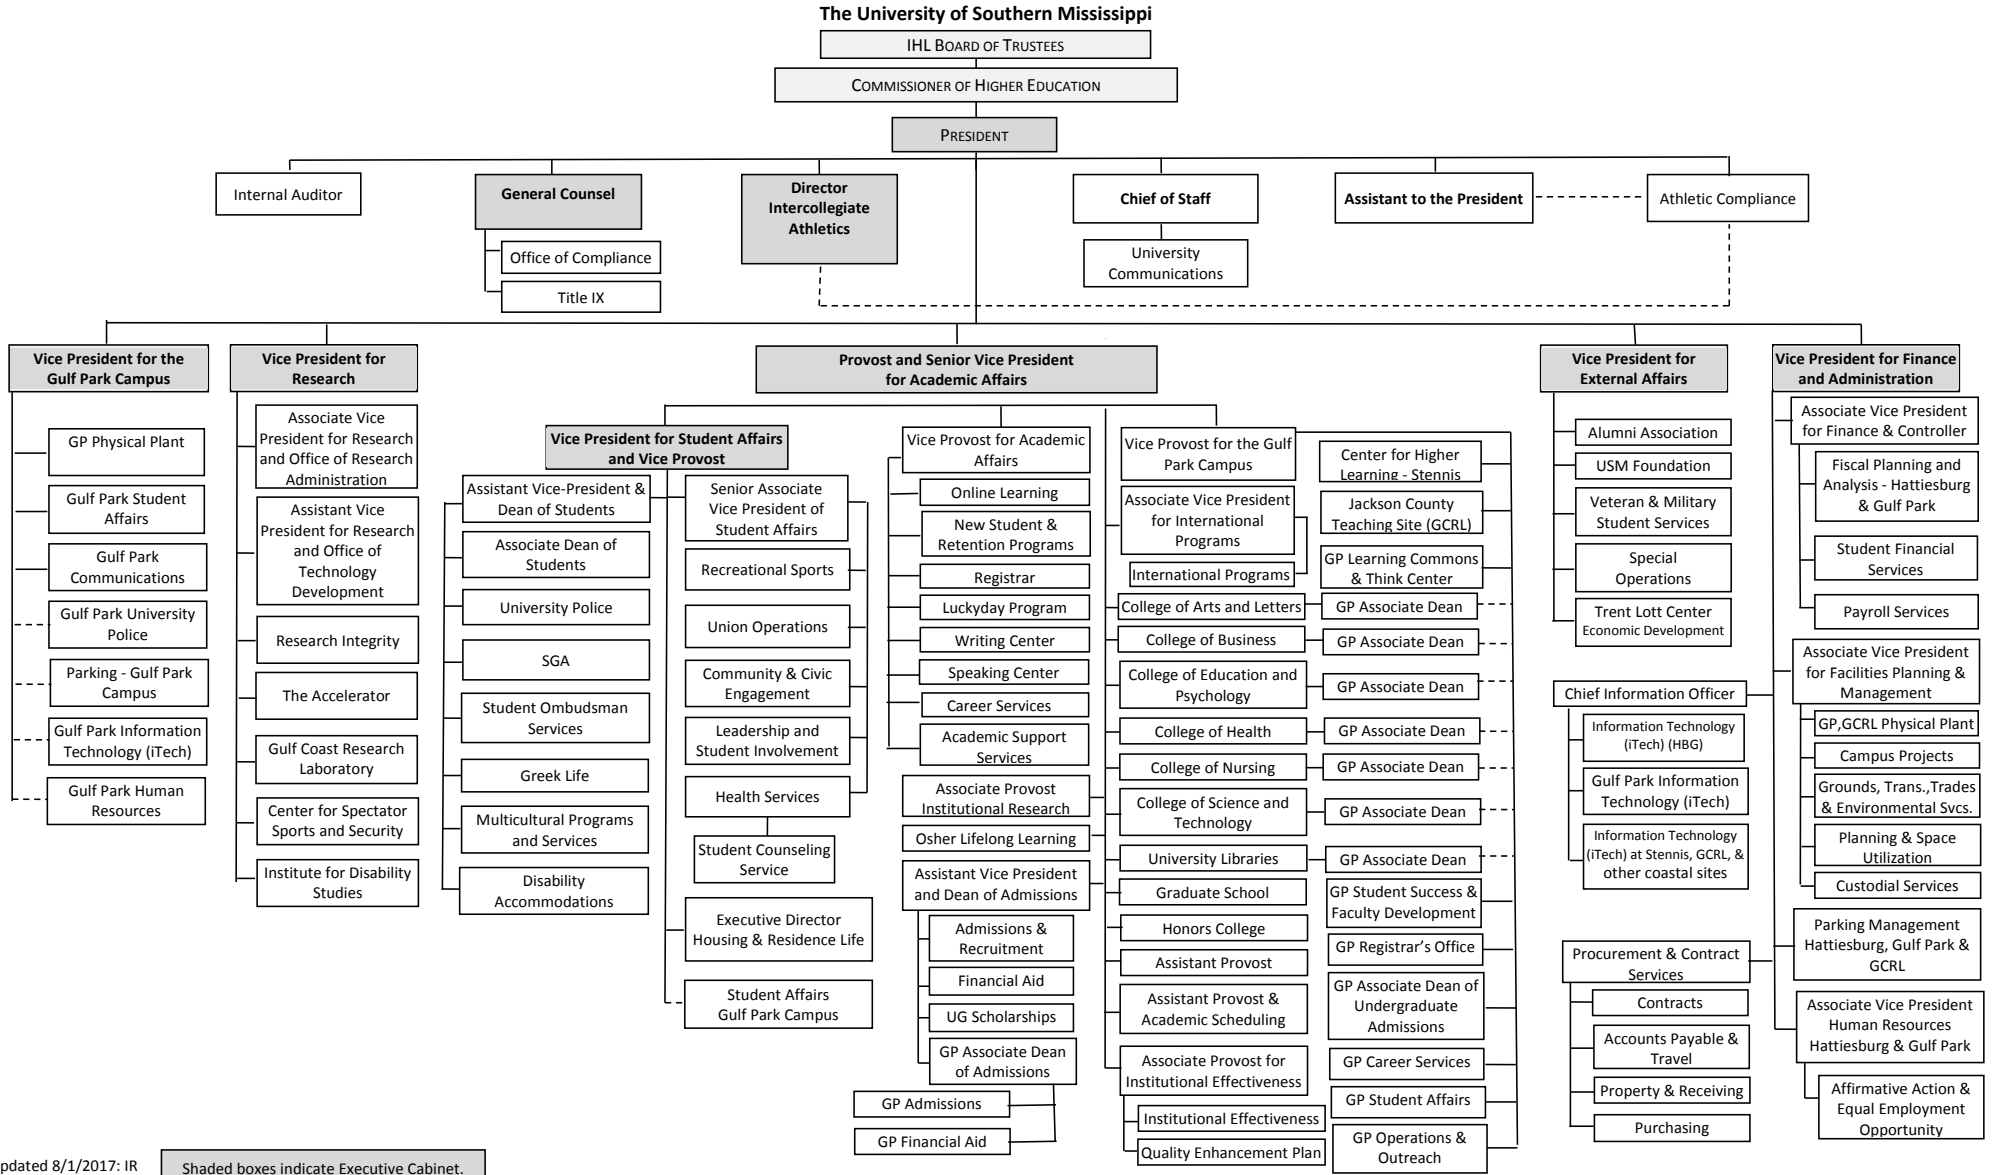 The University of Southern Mississippi
IHL BOARD OF TRUSTEES
COMMISSIONER OF HIGHER EDUCATION
PRESIDENT
Internal Auditor
General Counsel
Office of Compliance
Title IX
Director
Intercollegiate
Athletics
Chief of Staff
University
Communications
Assistant to the President
Athletic Compliance
Vice President for the
Gulf Park Campus
GP Physical Plant
Gulf Park Student
Affairs
Gulf Park
Communications
Gulf Park University
Police
Parking - Gulf Park
Campus
Gulf Park Information
Technology (iTech)
Gulf Park Human
Resources
Vice President for
Research
Associate Vice
President for Research
and Office of Research
Administration
Assistant Vice
President for Research
and Office of
Technology
Development
Research Integrity
The Accelerator
Gulf Coast Research
Laboratory
Center for Spectator
Sports and Security
Institute for Disability
Studies
Provost and Senior Vice President
for Academic Affairs
Vice President for Student Affairs
and Vice Provost
Assistant Vice-President &
Dean of Students
Associate Dean of
Students
University Police
SGA
Student Ombudsman
Services
Greek Life
Multicultural Programs
and Services
Disability
Accommodations
Senior Associate
Vice President of
Student Affairs
Recreational Sports
Union Operations
Community & Civic
Engagement
Leadership and
Student Involvement
Health Services
Student Counseling
Service
Executive Director
Housing & Residence Life
Student Affairs
Gulf Park Campus
Vice Provost for Academic
Affairs
Online Learning
New Student &
Retention Programs
Registrar
Luckyday Program
Writing Center
Speaking Center
Career Services
Academic Support
Services
Associate Provost
Institutional Research
Osher Lifelong Learning
Assistant Vice President
and Dean of Admissions
Admissions &
Recruitment
Financial Aid
UG Scholarships
GP Associate Dean
of Admissions
GP Admissions
GP Financial Aid
Vice Provost for the Gulf
Park Campus
Associate Vice President
for International
Programs
International Programs
College of Arts and Letters
College of Business
College of Education and
Psychology
College of Health
College of Nursing
College of Science and
Technology
University Libraries
Graduate School
Honors College
Assistant Provost
Assistant Provost &
Academic Scheduling
Associate Provost for
Institutional Effectiveness
Institutional Effectiveness
Quality Enhancement Plan
Center for Higher
Learning - Stennis
Jackson County
Teaching Site (GCRL)
GP Learning Commons
& Think Center
GP Associate Dean
GP Associate Dean
GP Associate Dean
GP Associate Dean
GP Associate Dean
GP Associate Dean
GP Associate Dean
GP Student Success &
Faculty Development
GP Registrar's Office
GP Associate Dean of
Undergraduate
Admissions
GP Career Services
GP Student Affairs
GP Operations &
Outreach
Vice President for
External Affairs
Alumni Association
USM Foundation
Veteran & Military
Student Services
Special
Operations
Trent Lott Center
Economic Development
Vice President for Finance
and Administration
Associate Vice President
for Finance & Controller
Fiscal Planning and
Analysis - Hattiesburg
& Gulf Park
Student Financial
Services
Payroll Services
Associate Vice President
for Facilities Planning &
Management
GP,GCRL Physical Plant
Campus Projects
Grounds, Trans.,Trades
& Environmental Svcs.
Planning & Space
Utilization
Custodial Services
Chief Information Officer
Information Technology
(iTech) (HBG)
Gulf Park Information
Technology (iTech)
Information Technology
(iTech) at Stennis, GCRL, &
other coastal sites
Parking Management
Hattiesburg, Gulf Park &
GCRL
Procurement & Contract
Services
Contracts
Accounts Payable &
Travel
Property & Receiving
Purchasing
Associate Vice President
Human Resources
Hattiesburg & Gulf Park
Affirmative Action &
Equal Employment
Opportunity
pdated 8/1/2017: IR
Shaded boxes indicate Executive Cabinet.